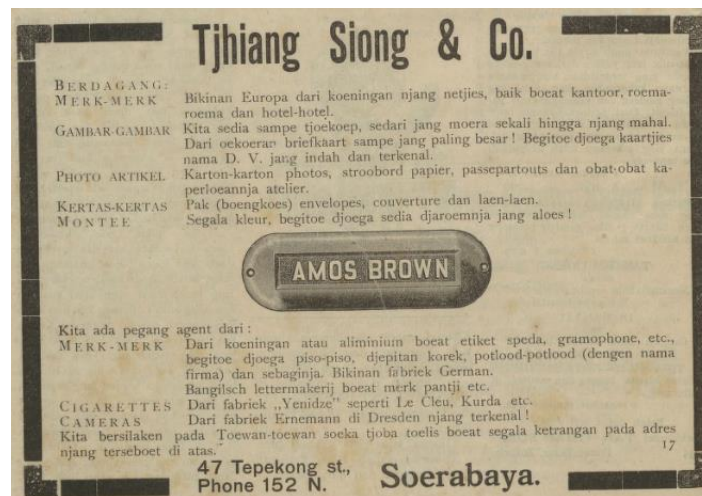 Tjhiang Siong & Co.
BERDAGANG:
MERK-MERK Bikinan Europa dari koeningan njang netjies, baik boeat kantoor, roema-
roema dan hotel-hotel.
GAMBAR-GAMBAR Kita sedia sampe tjoekoep, sedari jang moera sekali hingga njang mahal.
Dari oekoeran briefkaart sampe jang paling besar! Begitoe djoega kaartjies
nama D. V. jang indah dan terkenal.
PHOTO ARTIKEL Karton-karton photos, stroobord papier, passepartouts dan obat-obat ka-
perloeannja atelier.
KERTAS-KERTAS Pak (boengkoes) envelopes, couverture dan laen-laen.
MONTEE Segala kleur, begitoe djoega sedia djaroemnja jang aloes!
AMOS BROWN
Kita ada pegang agent dari:
MERK-MERK Dari koeningan atau aliminium boeat etiket speda, gramophone, etc.,
begitoe djoega piso-piso, djepitan korek, potlood-potlood (dengen nama
firma) dan sebaginja. Bikinan fabriek German.
Bangilsch lettermakerij boeat merk pantji etc.
CIGARETTES Dari fabriek „Yenidze" seperti Le Cleu, Kurda etc.
CAMERAS Dari fabriek Ernemann di Dresden njang terkenal!
Kita bersilaken pada Toewan-toewan soeka tjoba toelis boeat segala ketrangan pada adres
njang terseboet di atas. 17
47 Tepekong st.,
Phone 152 N. Soerabaya.